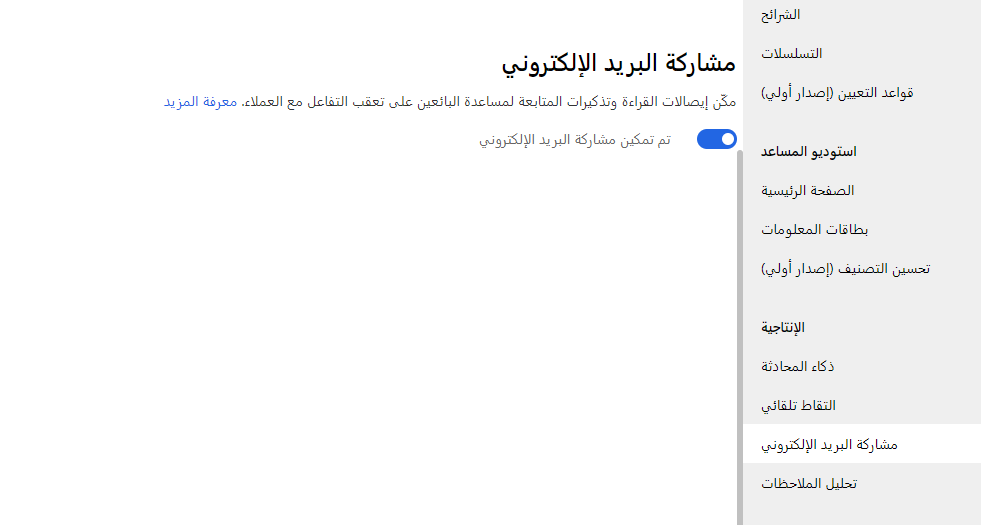 الشرائح
التسلسلات
قواعد التعيين (إصدار أولي)
استوديو المساعد
الصفحة الرئيسية
بطاقات المعلومات
تحسين التصنيف (إصدار أولي)
الإنتاجية
ذكاء المحادثة
التقاط تلقائي
مشاركة البريد الإلكتروني
تحليل الملاحظات
مشاركة البريد الإلكتروني
مكّن إيصالات القراءة وتذكيرات المتابعة لمساعدة البائعين على تعقب التفاعل مع العملاء. معرفة المزيد
تم تمكين مشاركة البريد الإلكتروني